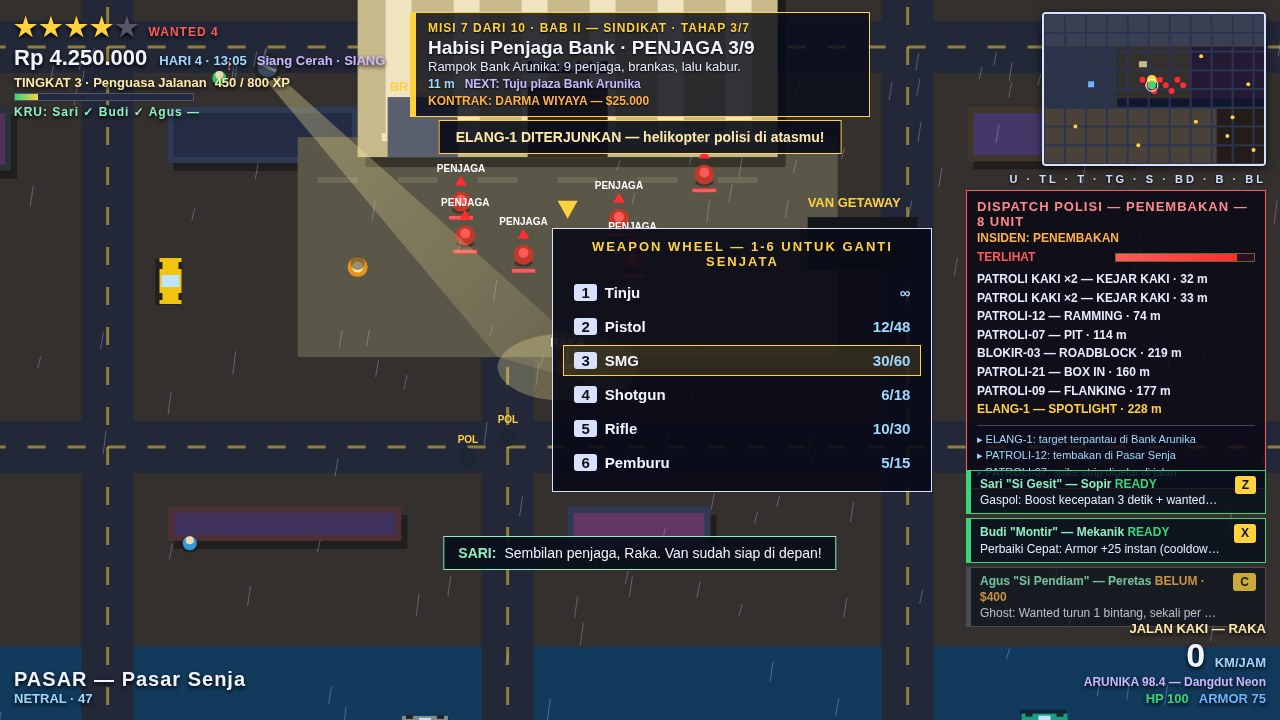 WANTED 4
Rp 4.250.000 HARI 4 · 13:05 Siang Cerah · SIANG
TINGKAT 3 · Penguasa Jalanan 450 / 800 XP
KRU: Sari ✓ Budi ✓ Agus —
MISI 7 DARI 10 · BAB II — SINDIKAT · TAHAP 3/7
Habisi Penjaga Bank · PENJAGA 3/9
Rampok Bank Arunika: 9 penjaga, brankas, lalu kabur.
11 m NEXT: Tuju plaza Bank Arunika
KONTRAK: DARMA WIYAYA — $25.000
ELANG-1 DITERJUNKAN — helikopter polisi di atasmu!
U · TL · T · TG · S · BD · B · BL
PENJAGA
PENJAGA
PENJAGA
PENJAGA
PENJAGA
VAN GETAWAY
WEAPON WHEEL — 1-6 UNTUK GANTI
SENJATA
1 Tinju ∞
2 Pistol 12/48
3 SMG 30/60
4 Shotgun 6/18
5 Rifle 10/30
6 Pemburu 5/15
POL
POL
DISPATCH POLISI — PENEMBAKAN —
8 UNIT
INSIDEN: PENEMBAKAN
TERLIHAT
PATROLI KAKI ×2 — KEJAR KAKI · 32 m
PATROLI KAKI ×2 — KEJAR KAKI · 33 m
PATROLI-12 — RAMMING · 74 m
PATROLI-07 — PIT · 114 m
BLOKIR-03 — ROADBLOCK · 219 m
PATROLI-21 — BOX IN · 160 m
PATROLI-09 — FLANKING · 177 m
ELANG-1 — SPOTLIGHT · 228 m
▸ ELANG-1: target terpantau di Bank Arunika
▸ PATROLI-12: tembakan di Pasar Senja
▸ PATROLI-07: spike strip digelar di jalan
Sari "Si Gesit" — Sopir READY Z
Gaspol: Boost kecepatan 3 detik + wanted…
Budi "Montir" — Mekanik READY X
Perbaiki Cepat: Armor +25 instan (cooldow…
Agus "Si Pendiam" — Peretas BELUM · C
$400
Ghost: Wanted turun 1 bintang, sekali per …
SARI: Sembilan penjaga, Raka. Van sudah siap di depan!
JALAN KAKI — RAKA
0 KM/JAM
ARUNIKA 98.4 — Dangdut Neon
HP 100 ARMOR 75
PASAR — Pasar Senja
NETRAL · 47